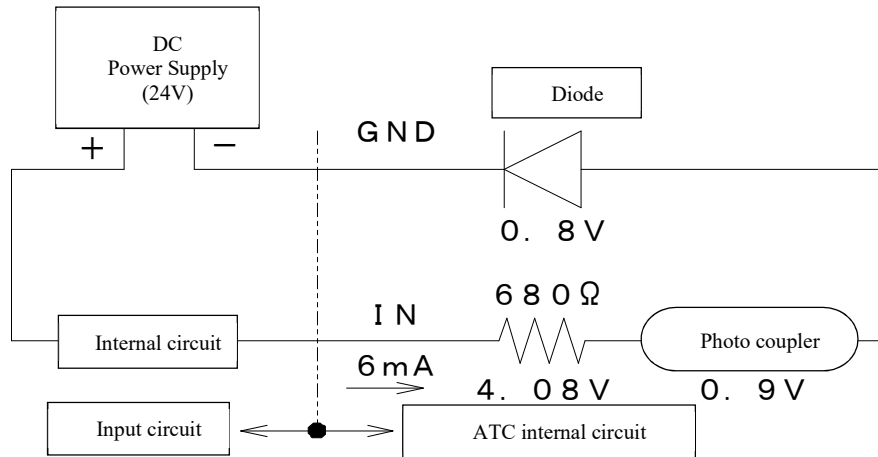 DC
Power Supply
(24V)
Diode
+
−
GND
0. 8V
680Ω
IN
Internal circuit
Photo coupler
6mA
4. 08V
0. 9V
Input circuit
ATC internal circuit